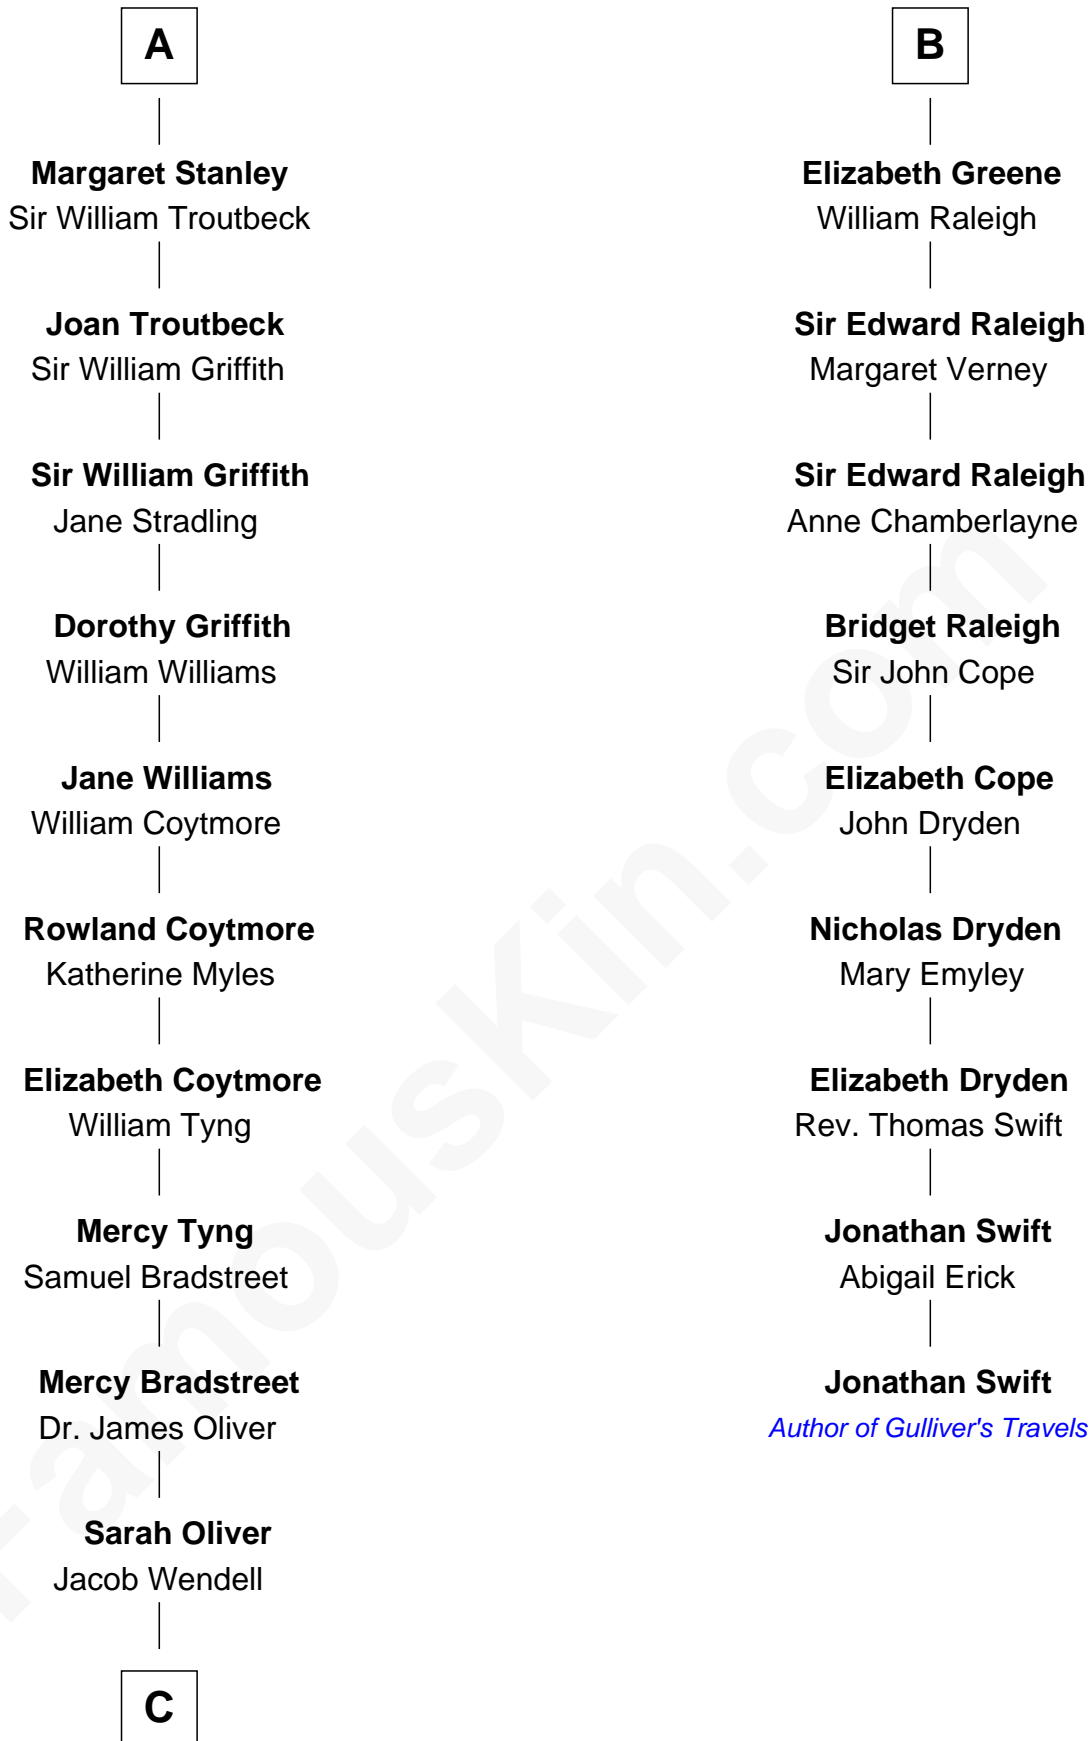 A
Margaret Stanley
Sir William Troutbeck
Joan Troutbeck
Sir William Griffith
Sir William Griffith
Jane Stradling
Dorothy Griffith
William Williams
Jane Williams
William Coytmore
Rowland Coytmore
Katherine Myles
Elizabeth Coytmore
William Tyng
Mercy Tyng
Samuel Bradstreet
Mercy Bradstreet
Dr. James Oliver
Sarah Oliver
Jacob Wendell
C
B
Elizabeth Greene
William Raleigh
Sir Edward Raleigh
Margaret Verney
Sir Edward Raleigh
Anne Chamberlayne
Bridget Raleigh
Sir John Cope
Elizabeth Cope
John Dryden
Nicholas Dryden
Mary Emyley
Elizabeth Dryden
Rev. Thomas Swift
Jonathan Swift
Abigail Erick
Jonathan Swift
Author of Gulliver's Travels
FamousKin.com